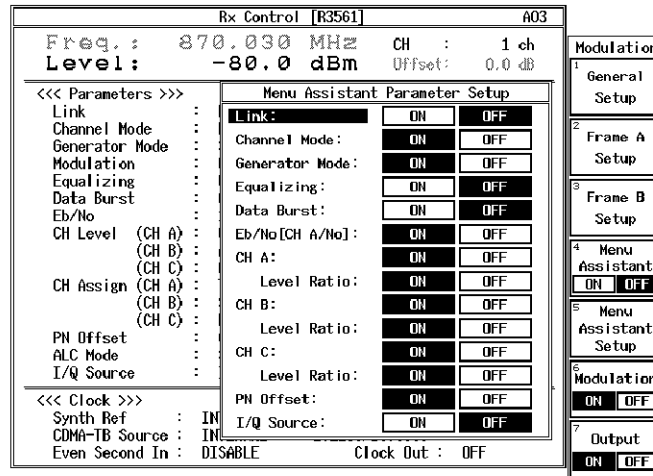 Rx Control [R3561] A03
Freq.: 870.030 MHz CH : 1 ch
Level: -80.0 dBm Offset: 0.0 dB
<<< Parameters >>>
Link :
Channel Mode :
Generator Mode :
Modulation :
Equalizing :
Data Burst :
Eb/No :
CH Level (CH A) :
(CH B) :
(CH C) :
CH Assign (CH A) :
(CH B) :
(CH C) :
PN Offset :
ALC Mode :
I/Q Source :
Menu Assistant Parameter Setup
Link: ON OFF
Channel Mode: ON OFF
Generator Mode: ON OFF
Equalizing: ON OFF
Data Burst: ON OFF
Eb/No[CH A/No]: ON OFF
CH A: ON OFF
Level Ratio: ON OFF
CH B: ON OFF
Level Ratio: ON OFF
CH C: ON OFF
Level Ratio: ON OFF
PN Offset: ON OFF
I/Q Source: ON OFF
<<< Clock >>>
Synth Ref : IN
CDMA-TB Source :
Even Second In : DISABLE Clock Out : OFF
Modulation
1
General
Setup
2
Frame A
Setup
3
Frame B
Setup
4
Menu
Assistant
ON OFF
5
Menu
Assistant
Setup
6
Modulation
ON OFF
7
Output
ON OFF